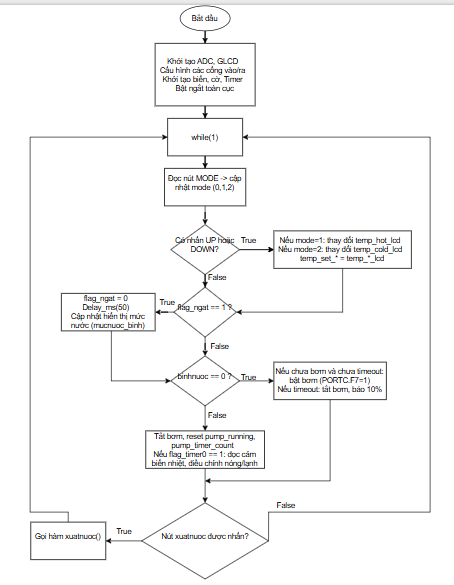 Bắt đầu
Khởi tạo ADC, GLCD
Cấu hình các cổng vào/ra
Khởi tạo biến, cờ, Timer
Bật ngắt toàn cục
while(1)
Đọc nút MODE -> cập
nhật mode (0,1,2)
Có nhấn UP hoặc
DOWN?
True
Nếu mode=1: thay đổi temp_hot_lcd
Nếu mode=2: thay đổi temp_cold_lcd
temp_set_* = temp_*_lcd
False
flag_ngat == 1 ?
True
flag_ngat = 0
Delay_ms(50)
Cập nhật hiển thị mức
nước (mucnuoc_binh)
False
binhnuoc == 0 ?
True
Nếu chưa bơm và chưa timeout:
bật bơm (PORTC.F7=1)
Nếu timeout: tắt bơm, báo 10%
False
Tắt bơm, reset pump_running,
pump_timer_count
Nếu flag_timer0 == 1: đọc cảm
biến nhiệt, điều chỉnh nóng/lạnh
Nút xuatnuoc được nhấn?
False
True
Gọi hàm xuatnuoc()